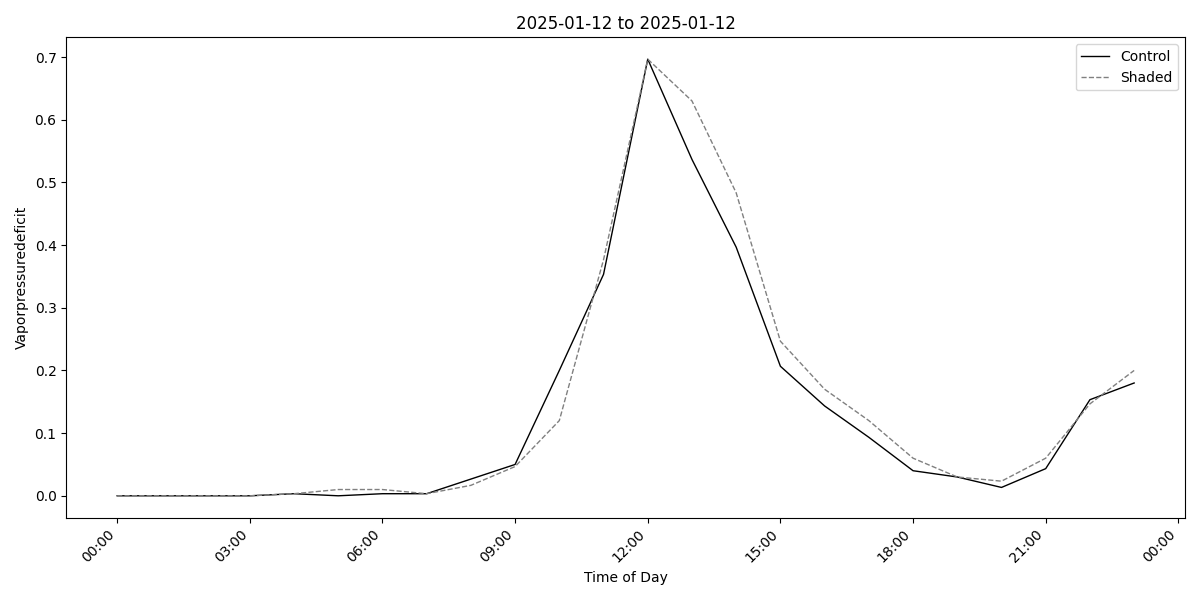 2025-01-12 to 2025-01-12
Control
Shaded
Vaporpressuredeficit
0.7
0.6
0.5
0.4
0.3
0.2
0.1
0.0
00:00 03:00 06:00 09:00 12:00 15:00 18:00 21:00 00:00
Time of Day